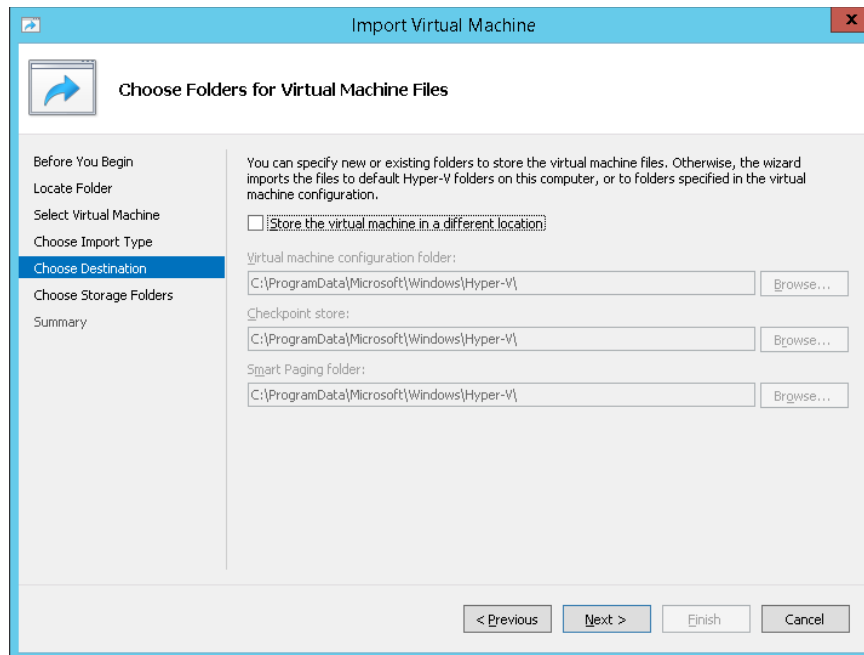 Import Virtual Machine
x
Choose Folders for Virtual Machine Files
Before You Begin
Locate Folder
Select Virtual Machine
Choose Import Type
Choose Destination
Choose Storage Folders
Summary
You can specify new or existing folders to store the virtual machine files. Otherwise, the wizard
imports the files to default Hyper-V folders on this computer, or to folders specified in the virtual
machine configuration.
Store the virtual machine in a different location
Virtual machine configuration folder:
C:\ProgramData\Microsoft\Windows\Hyper-V\
Browse...
Checkpoint store:
C:\ProgramData\Microsoft\Windows\Hyper-V\
Browse...
Smart Paging folder:
C:\ProgramData\Microsoft\Windows\Hyper-V\
Browse...
< Previous
Next >
Finish
Cancel